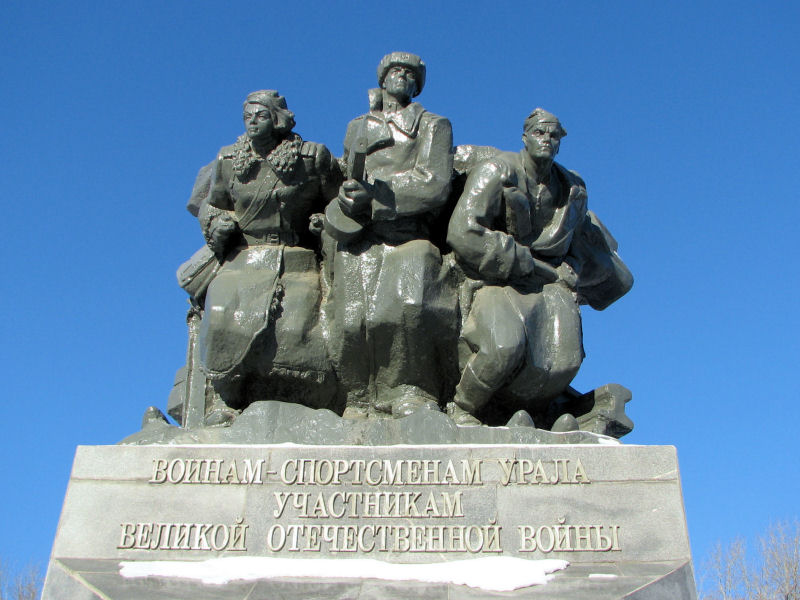 ВОИНАМ-СПОРТСМЕНАМ УРАЛА
УЧАСТНИКАМ
ВЕЛИКОЙ ОТЕЧЕСТВЕННОЙ ВОЙНЫ